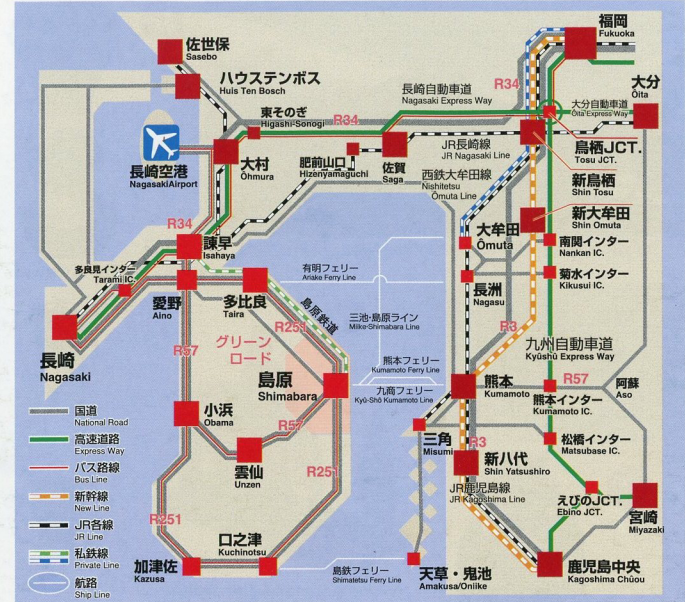 佐世保
Sasebo
ハウステンボス
Huis Ten Bosch
福岡
Fukuoka
大分
Ōita
R34
長崎自動車道
Nagasaki Express Way
大分自動車道
Ōita Express Way
東そのぎ
Higashi-Sonogi
R34
長崎空港
NagasakiAirport
大村
Ōhmura
肥前山口
Hizenyamaguchi
佐賀
Saga
JR長崎線
JR Nagasaki Line
鳥栖JCT.
Tosu JCT.
西鉄大牟田線
Nishitetsu
Ōmuta Line
新鳥栖
Shin Tosu
新大牟田
Shin Omuta
R34
諫早
Isahaya
大牟田
Ōmuta
南関インター
Nankan IC.
多良見インター
Tarami IC.
有明フェリー
Ariake Ferry Line
長洲
Nagasu
菊水インター
Kikusui IC.
愛野
Aino
多比良
Taira
島原鉄道
R251
三池・島原ライン
Miike-Shimabara Line
R3
長崎
Nagasaki
R57
グリーン
ロード
九州自動車道
Kyūshū Express Way
熊本フェリー
Kumamoto Ferry Line
島原
Shimabara
九商フェリー
Kyū-Shō Kumamoto Line
熊本
Kumamoto
R57
熊本インター
Kumamoto IC.
阿蘇
Aso
小浜
Obama
R57
国道
National Road
高速道路
Express Way
バス路線
Bus Line
新幹線
New Line
JR各線
JR Line
私鉄線
Private Line
航路
Ship Line
雲仙
Unzen
三角
Misumi
R3
松橋インター
Matsubase IC.
新八代
Shin Yatsushiro
R251
JR鹿児島線
JR Kagoshima Line
えびのJCT.
Ebino JCT.
宮崎
Miyazaki
R251
口之津
Kuchinotsu
加津佐
Kazusa
島鉄フェリー
Shimatetsu Ferry Line
天草・鬼池
Amakusa/Oniike
鹿児島中央
Kagoshima Chūou